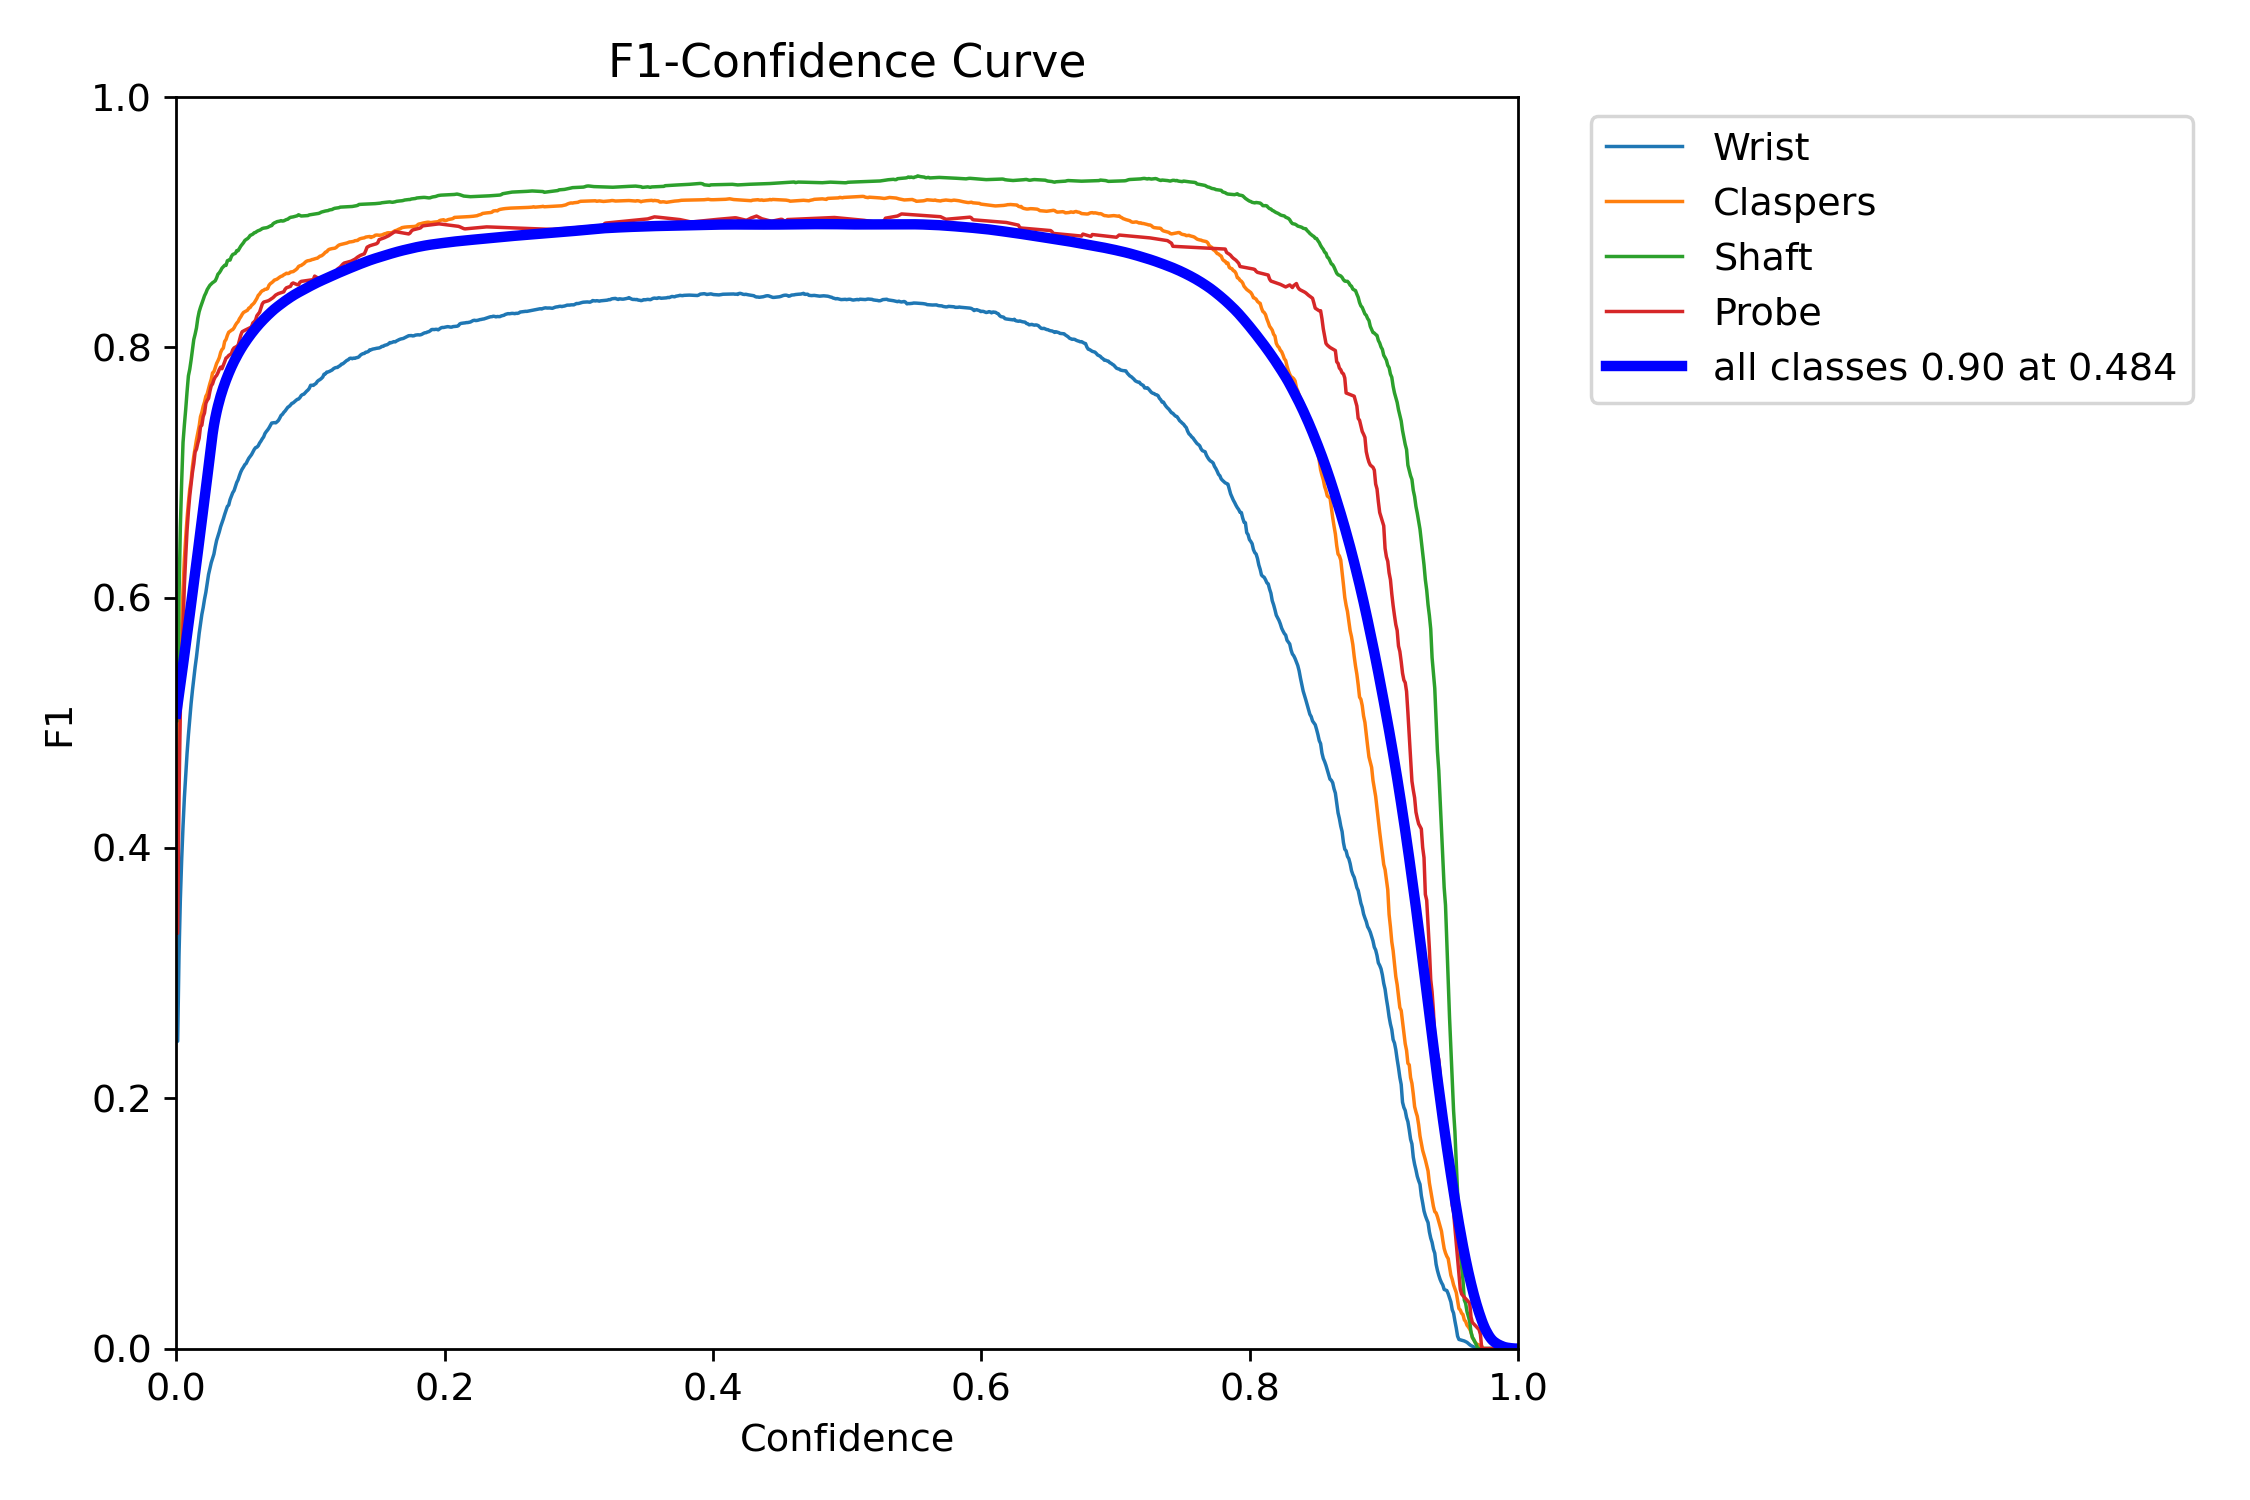 F1-Confidence Curve
1.0
0.8
0.6
0.4
0.2
0.0
F1
0.0 0.2 0.4 0.6 0.8 1.0
Confidence
Wrist
Claspers
Shaft
Probe
all classes 0.90 at 0.484